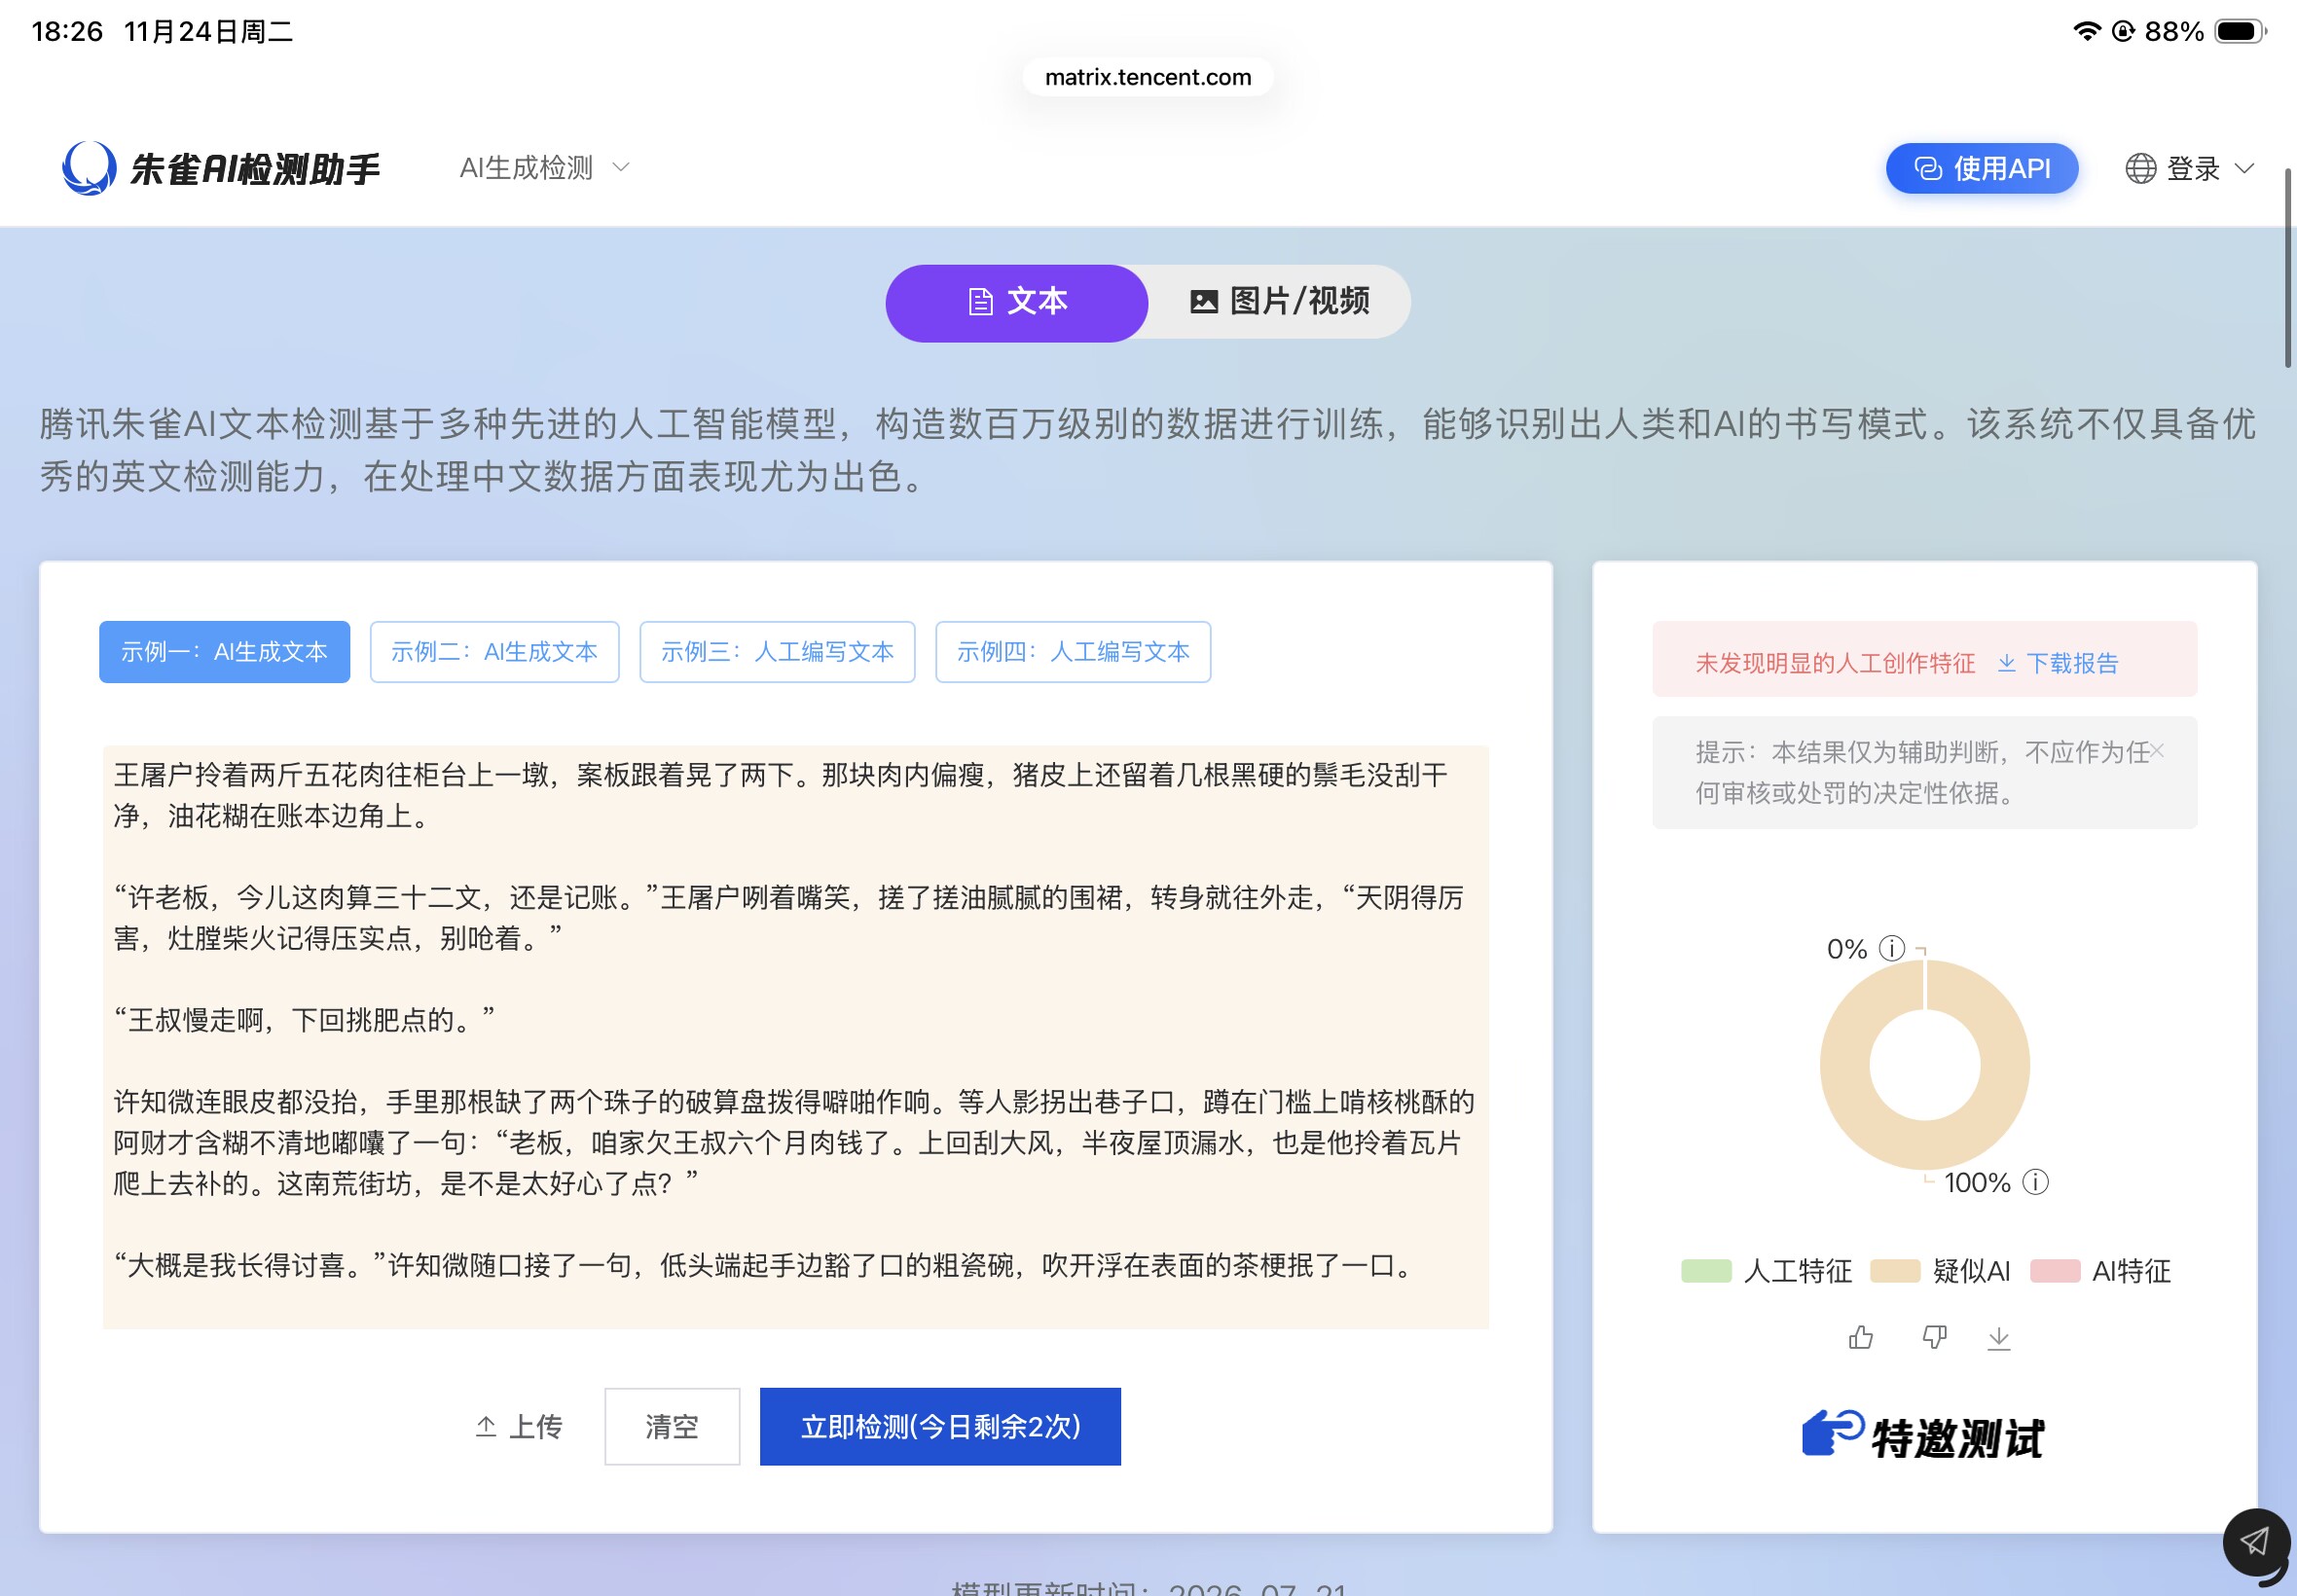 18:26 11月24日周二
88%
matrix.tencent.com
朱雀AI检测助手
AI生成检测
使用API
登录
文本
图片/视频
腾讯朱雀AI文本检测基于多种先进的人工智能模型，构造数百万级别的数据进行训练，能够识别出人类和AI的书写模式。该系统不仅具备优
秀的英文检测能力，在处理中文数据方面表现尤为出色。
示例一：AI生成文本
示例二：AI生成文本
示例三：人工编写文本
示例四：人工编写文本
王屠户拎着两斤五花肉往柜台上一墩，案板跟着晃了两下。那块肉内偏瘦，猪皮上还留着几根黑硬的鬃毛没刮干
净，油花糊在账本边角上。
“许老板，今儿这肉算三十二文，还是记账。”王屠户咧着嘴笑，搓了搓油腻腻的围裙，转身就往外走，“天阴得厉
害，灶膛柴火记得压实点，别呛着。”
“王叔慢走啊，下回挑肥点的。”
许知微连眼皮都没抬，手里那根缺了两个珠子的破算盘拨得噼啪作响。等人影拐出巷子口，蹲在门槛上啃核桃酥的
阿财才含糊不清地嘟囔了一句：“老板，咱家欠王叔六个月肉钱了。上回刮大风，半夜屋顶漏水，也是他拎着瓦片
爬上去补的。这南荒街坊，是不是太好心了点？”
“大概是我长得讨喜。”许知微随口接了一句，低头端起手边豁了口的粗瓷碗，吹开浮在表面的茶梗抿了一口。
上传
清空
立即检测(今日剩余2次)
未发现明显的人工创作特征
下载报告
提示：本结果仅为辅助判断，不应作为任
何审核或处罚的决定性依据。
0%
100%
人工特征
疑似AI
AI特征
特邀测试
模型更新时间：2026-07-21